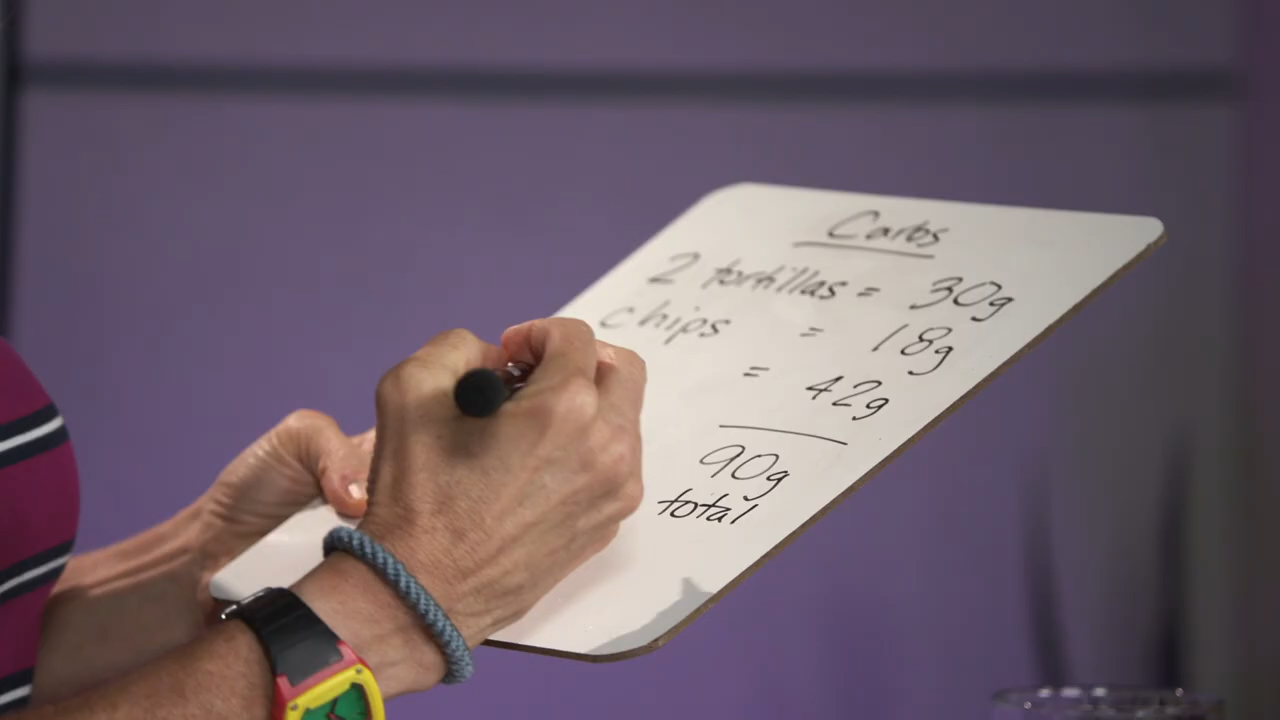 Carbs
2 tortillas = 30g
chips = 18g
= 42g
90g
total